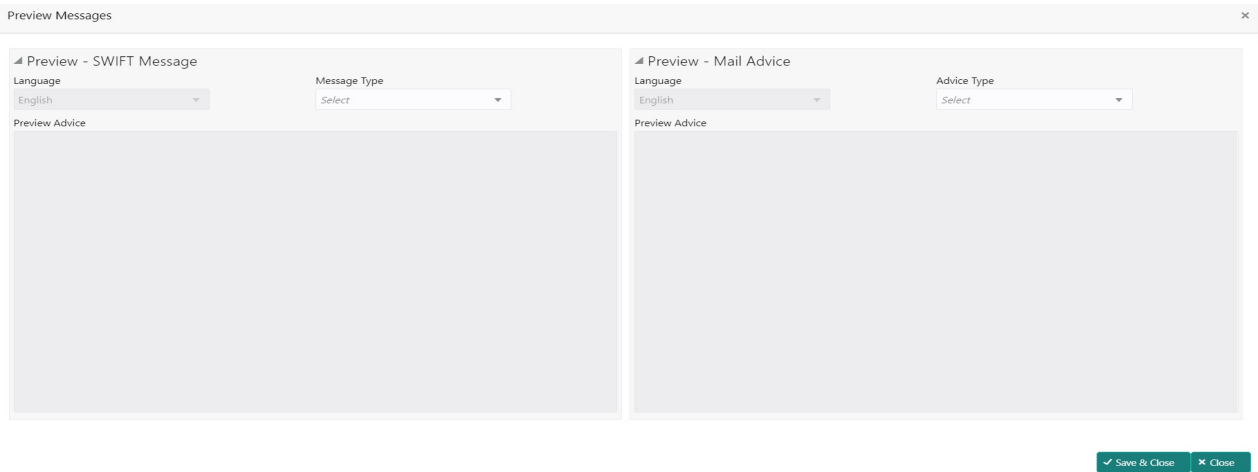 Preview Messages
Preview - SWIFT Message
Language
Message Type
English
Select
Preview Advice
Preview - Mail Advice
Language
Advice Type
English
Select
Preview Advice
Save & Close
Close